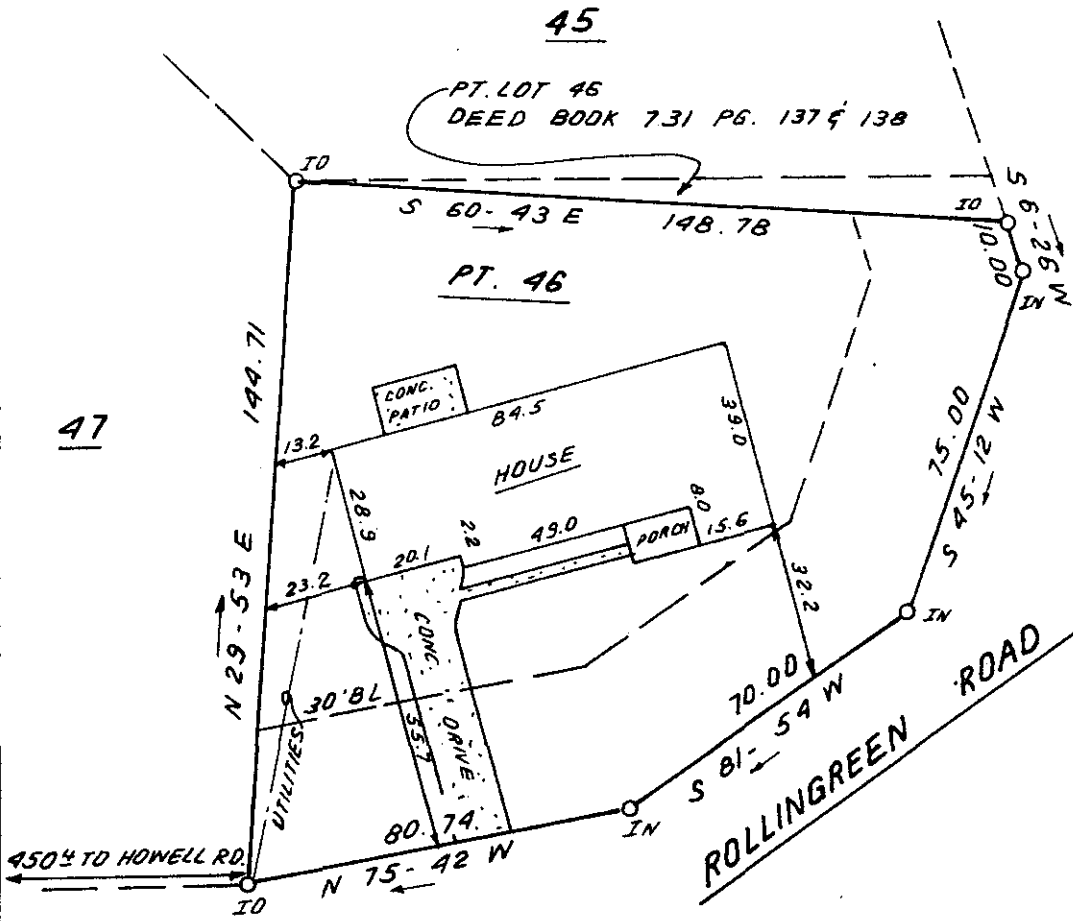 45
PT. LOT 46
DEED BOOK 731 PG. 137 & 138
IO
S 60-43 E 148.78
IO
S 6-26 W
10.00
IN
PT. 46
144.71
N 29-53 E
47
CONC.
PATIO
84.5
39.0
13.2
HOUSE
28.9
2.2
49.0
8.0
PORCH
15.6
20.1
23.2
32.2
75.00
S 45-12 W
IN
CONC. DRIVE
30' BL
55.7
UTILITIES
70.00
S 81-54 W
ROLLINGREEN ROAD
IN
80.74
N 75-42 W
450± TO HOWELL RD.
IO